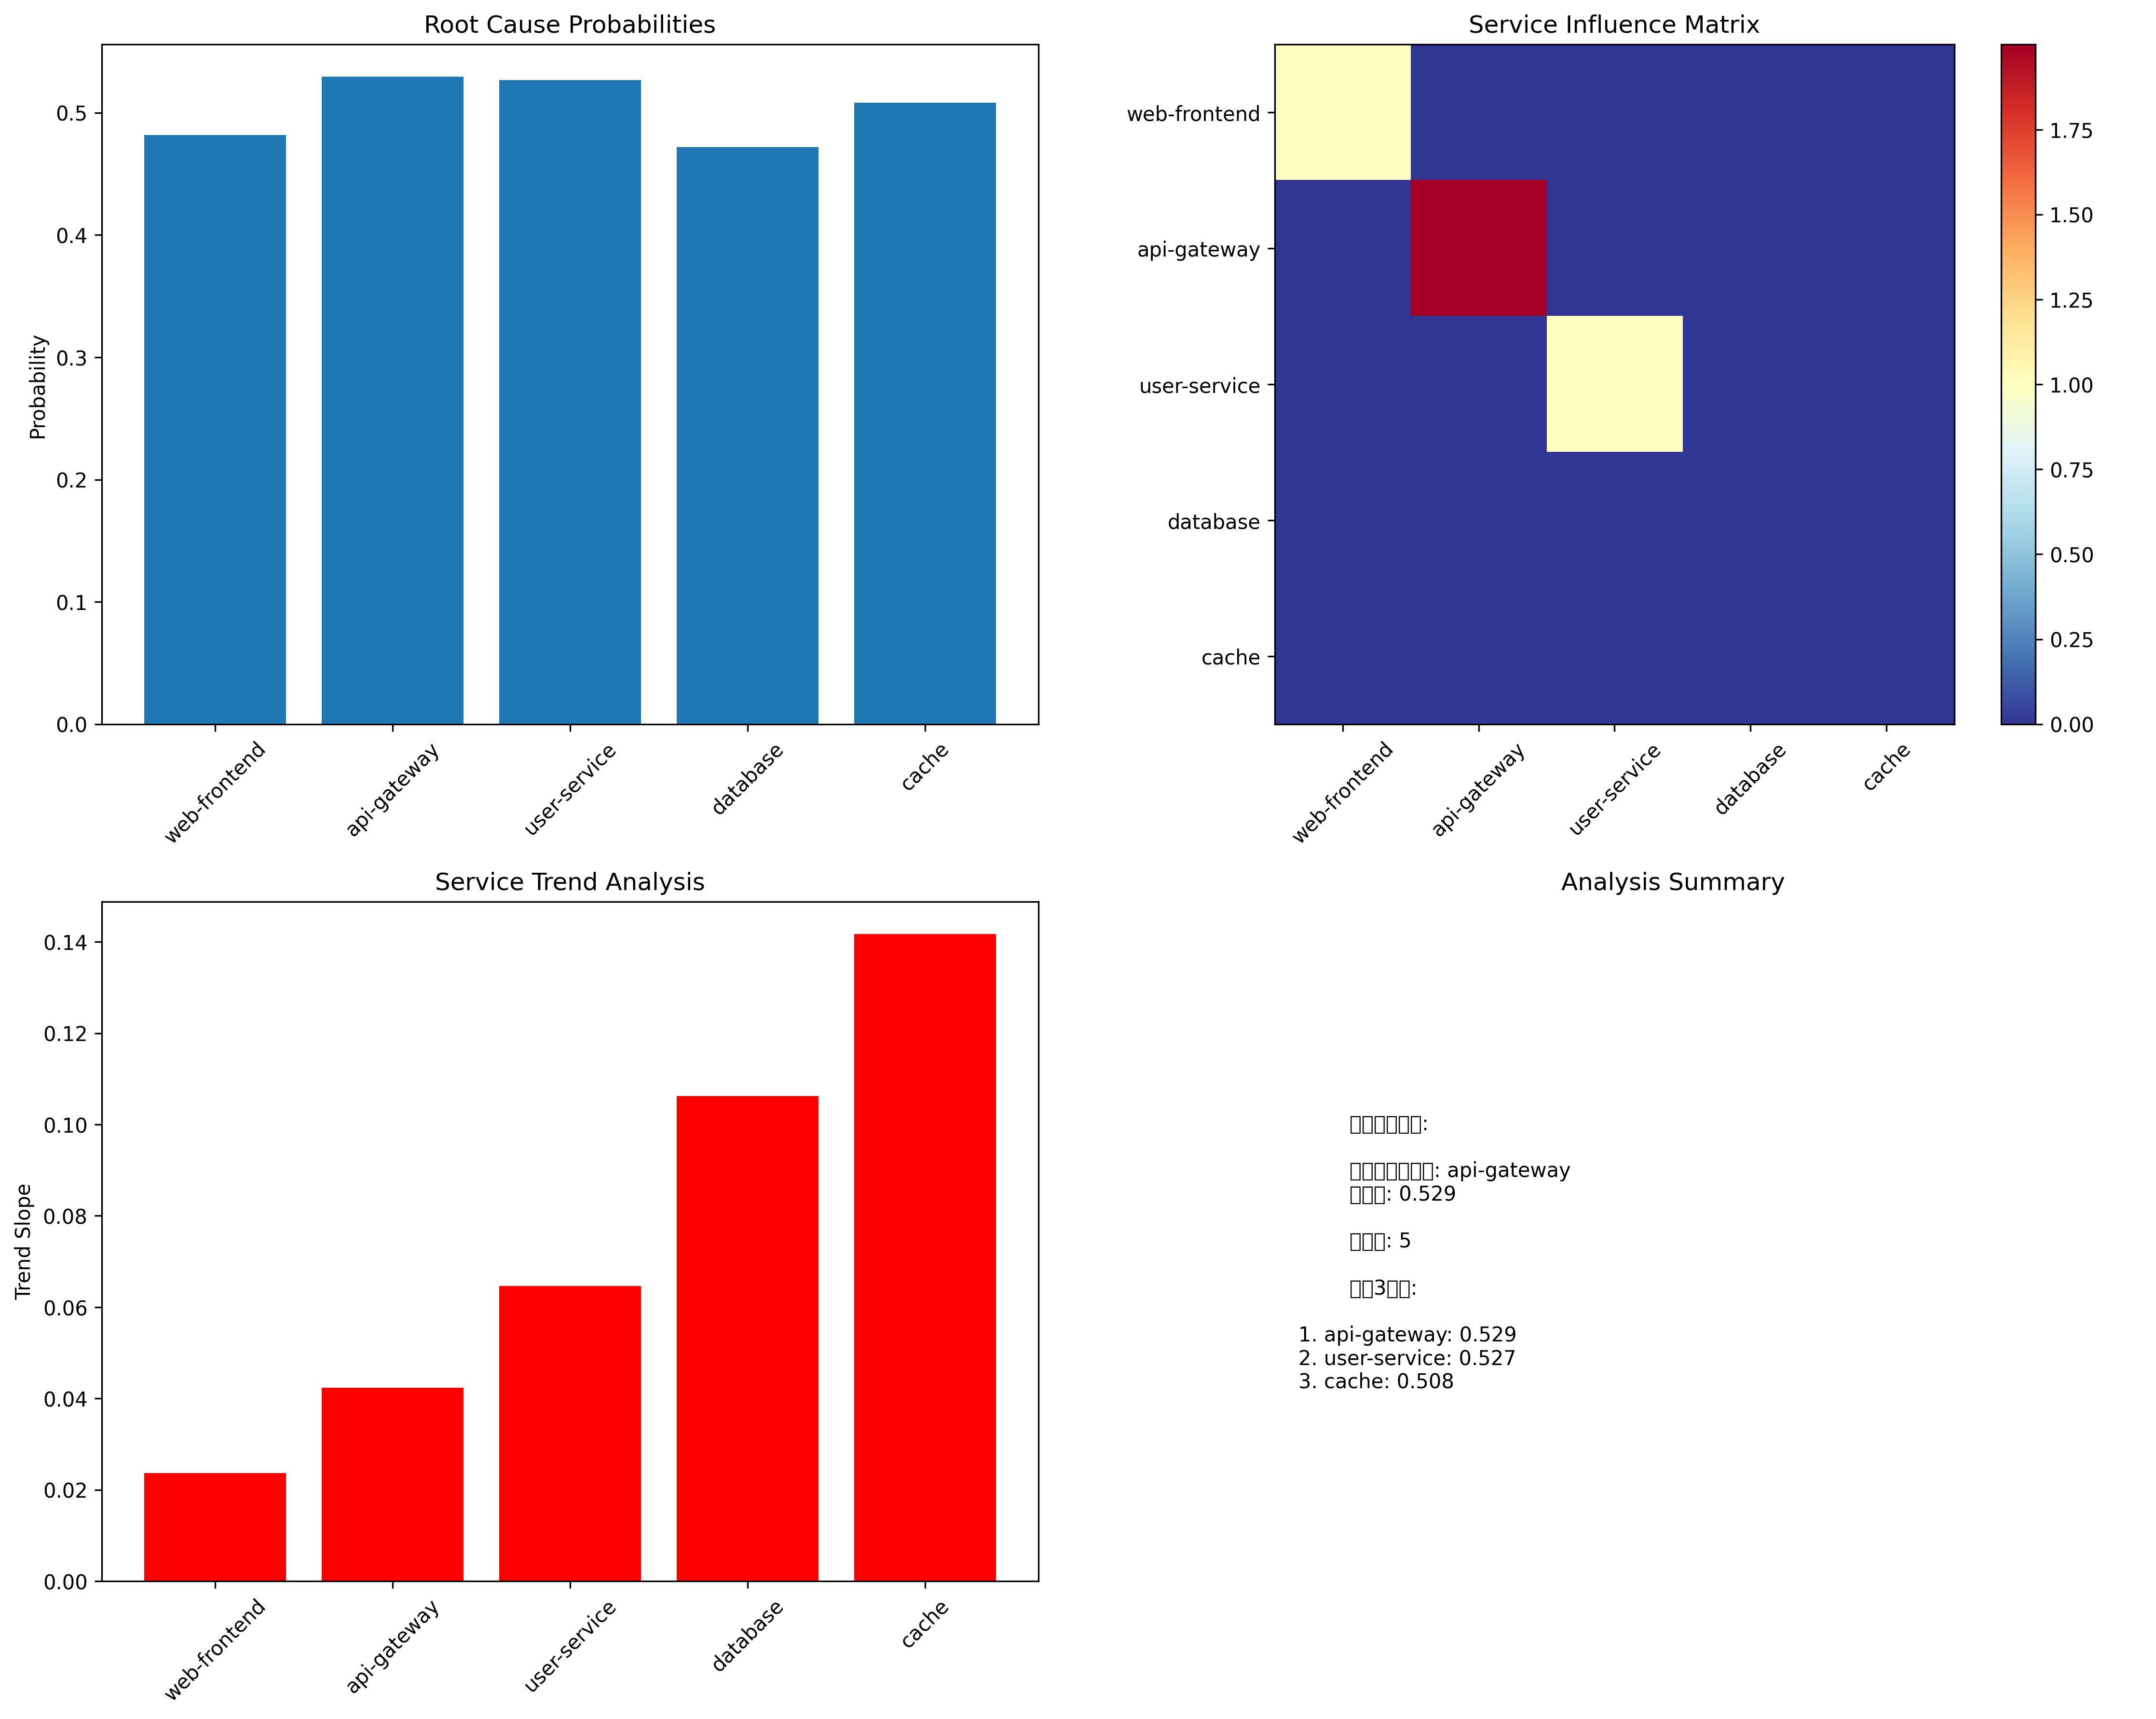 Root Cause Probabilities
Probability
0.5
0.4
0.3
0.2
0.1
0.0
web-frontend
api-gateway
user-service
database
cache
Service Influence Matrix
web-frontend
api-gateway
user-service
database
cache
web-frontend
api-gateway
user-service
database
cache
1.75
1.50
1.25
1.00
0.75
0.50
0.25
0.00
Service Trend Analysis
Trend Slope
0.14
0.12
0.10
0.08
0.06
0.04
0.02
0.00
web-frontend
api-gateway
user-service
database
cache
Analysis Summary
: api-gateway
: 0.529
: 5
3
1. api-gateway: 0.529
2. user-service: 0.527
3. cache: 0.508